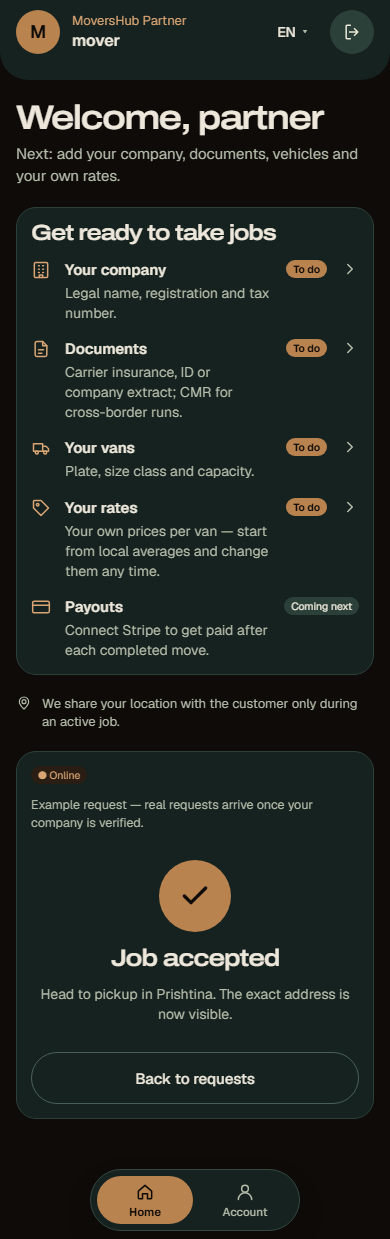 M
MoversHub Partner
mover
EN
Welcome, partner
Next: add your company, documents, vehicles and
your own rates.
Get ready to take jobs
Your company
To do
Legal name, registration and tax
number.
Documents
To do
Carrier insurance, ID or
company extract; CMR for
cross-border runs.
Your vans
To do
Plate, size class and capacity.
Your rates
To do
Your own prices per van — start
from local averages and change
them any time.
Payouts
Coming next
Connect Stripe to get paid after
each completed move.
We share your location with the customer only during
an active job.
Online
Example request — real requests arrive once your
company is verified.
Job accepted
Head to pickup in Prishtina. The exact address is
now visible.
Back to requests
Home
Account